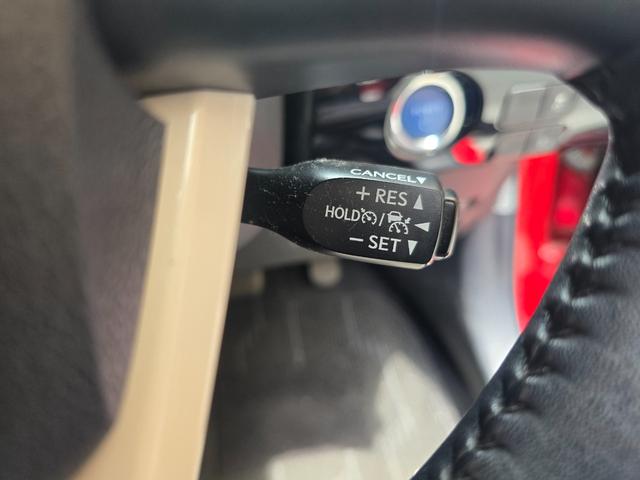 CANCEL▼
+ RES ▲
HOLD / ◀
− SET ▼